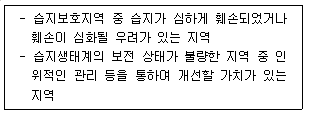 - 습지보호지역 중 습지가 심하게 훼손되었거나
훼손이 심화될 우려가 있는 지역
- 습지생태계의 보전 상태가 불량한 지역 중 인
위적인 관리 등을 통하여 개선할 가치가 있는
지역